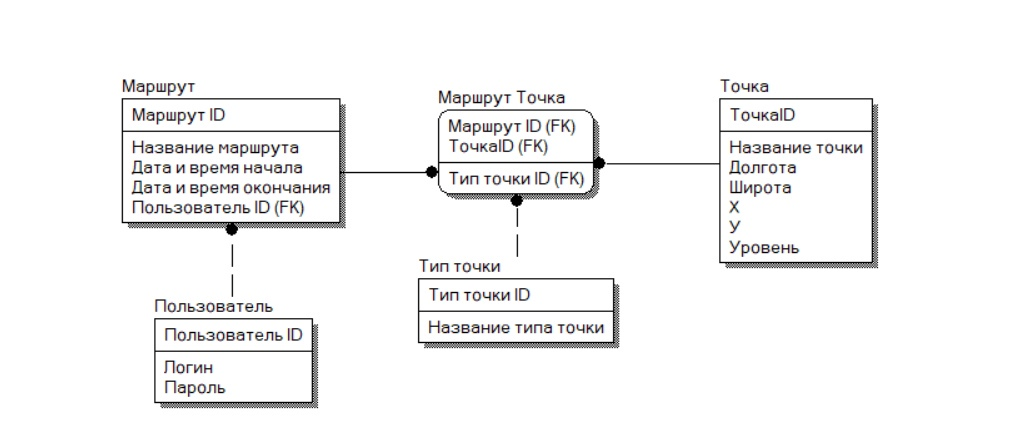 Маршрут
Маршрут ID
Название маршрута
Дата и время начала
Дата и время окончания
Пользователь ID (FK)
Маршрут Точка
Маршрут ID (FK)
ТочкаID (FK)
Тип точки ID (FK)
Точка
ТочкаID
Название точки
Долгота
Широта
Х
У
Уровень
Пользователь
Пользователь ID
Логин
Пароль
Тип точки
Тип точки ID
Название типа точки